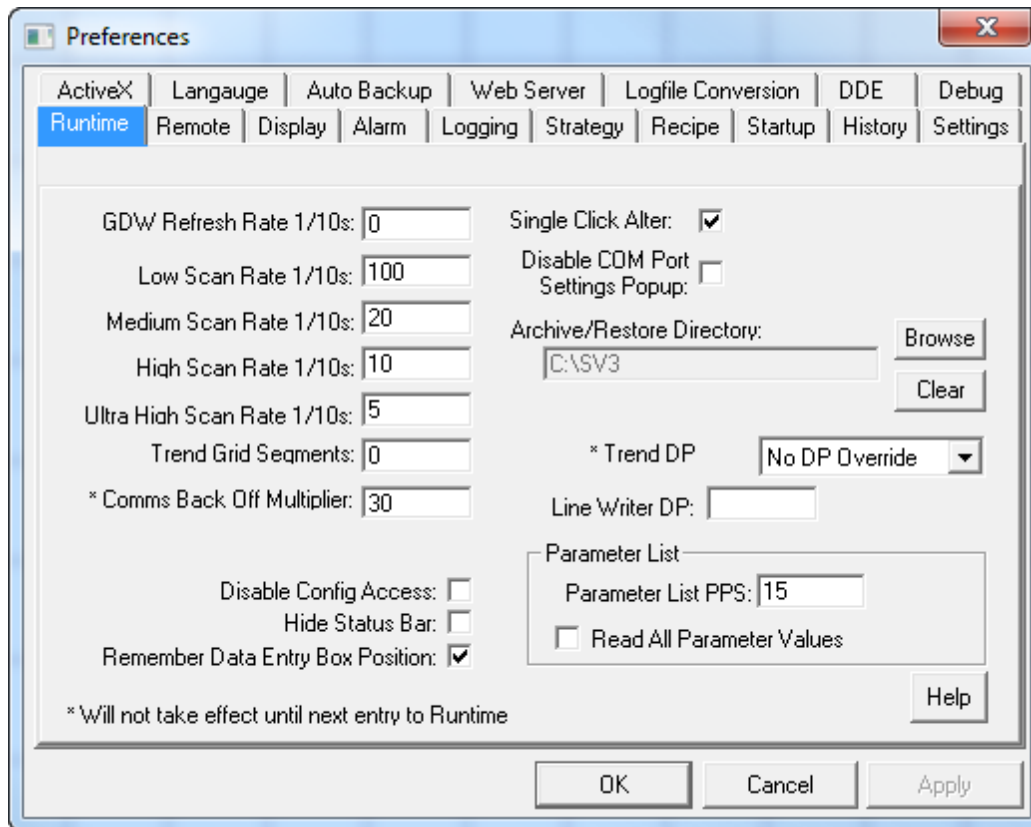 Preferences
X
ActiveX Langauge Auto Backup Web Server Logfile Conversion DDE Debug
Runtime Remote Display Alarm Logging Strategy Recipe Startup History Settings
GDW Refresh Rate 1/10s: 0
Single Click Alter:
Low Scan Rate 1/10s: 100
Disable COM Port
Settings Popup:
Medium Scan Rate 1/10s: 20
Archive/Restore Directory:
Browse
High Scan Rate 1/10s: 10
C:\SV3
Clear
Ultra High Scan Rate 1/10s: 5
Trend Grid Segments: 0
* Trend DP No DP Override
* Comms Back Off Multiplier: 30
Line Writer DP:
Parameter List
Disable Config Access:
Parameter List PPS: 15
Hide Status Bar:
Read All Parameter Values
Remember Data Entry Box Position:
Help
* Will not take effect until next entry to Runtime
OK Cancel Apply